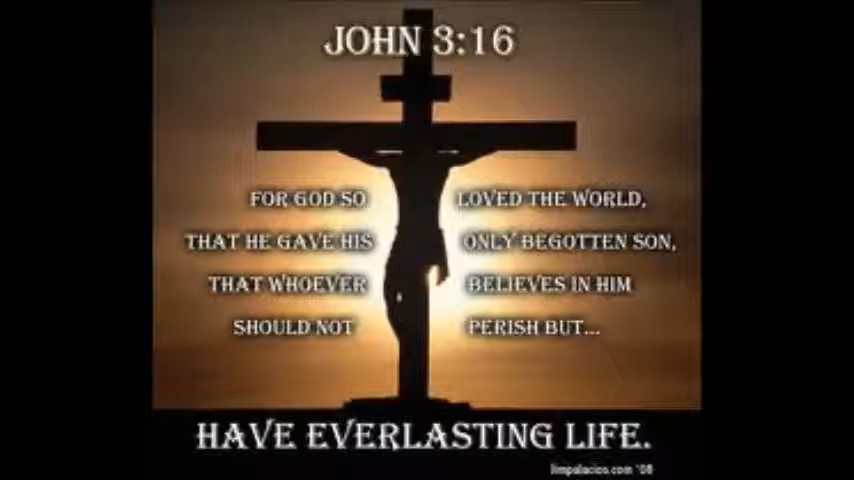 JOHN 3:16
FOR GOD SO LOVED THE WORLD,
THAT HE GAVE HIS ONLY BEGOTTEN SON,
THAT WHOEVER BELIEVES IN HIM
SHOULD NOT PERISH BUT...
HAVE EVERLASTING LIFE.
limpalacios.com '08